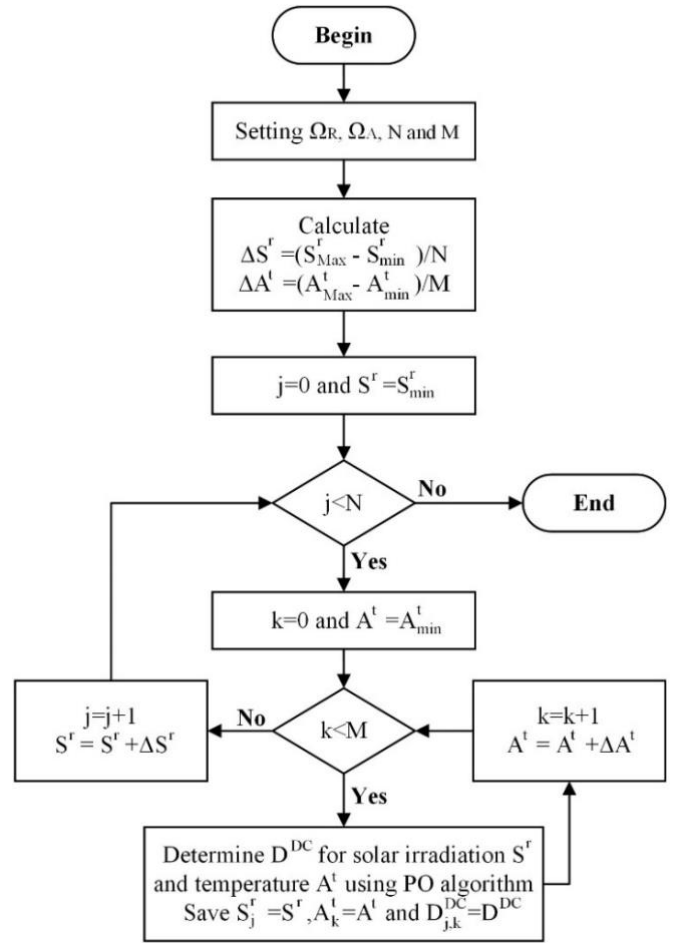 Begin
Setting Ω_R, Ω_A, N and M
Calculate
ΔS^r =(S^r_Max - S^r_min )/N
ΔA^t =(A^t_Max - A^t_min )/M
j=0 and S^r =S^r_min
j<N
No
End
Yes
k=0 and A^t =A^t_min
j=j+1
S^r = S^r +ΔS^r
No
k<M
k=k+1
A^t = A^t +ΔA^t
Yes
Determine D^DC for solar irradiation S^r
and temperature A^t using PO algorithm
Save S^r_j =S^r ,A^t_k=A^t and D^DC_j,k=D^DC